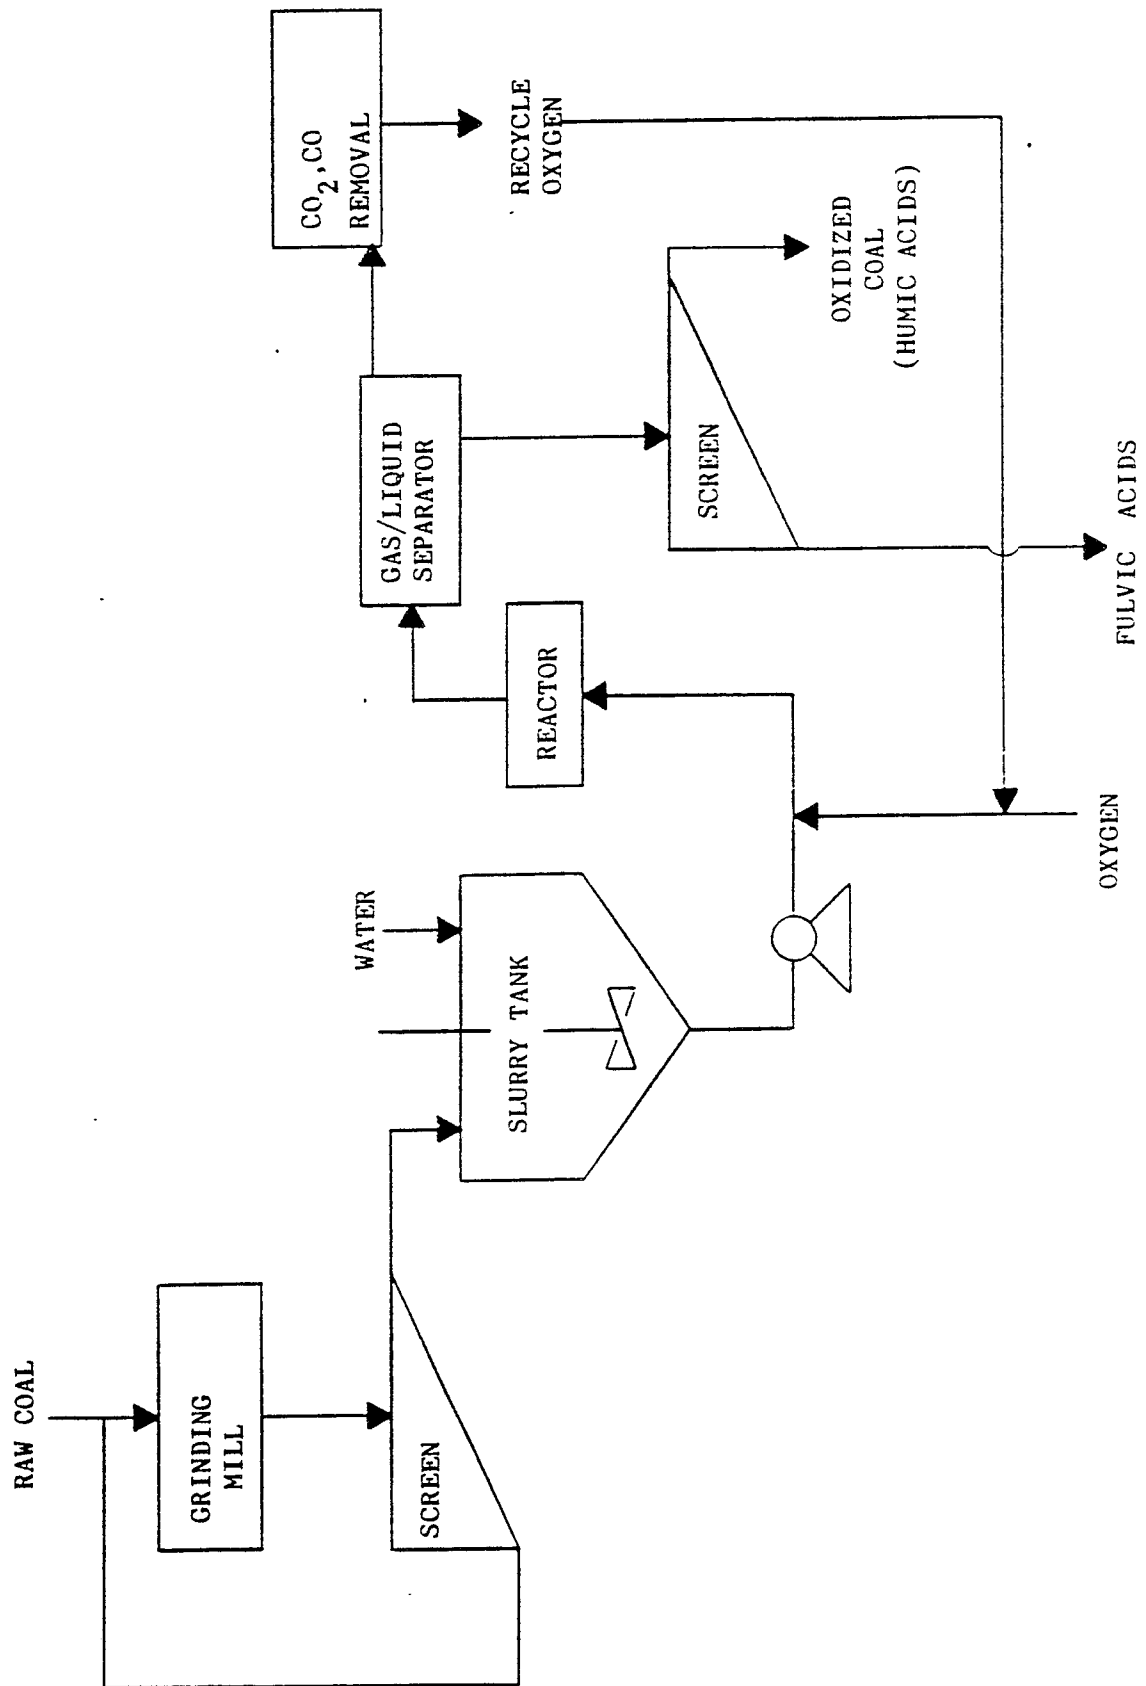 RAW COAL
GRINDING
MILL
SCREEN
WATER
SLURRY TANK
OXYGEN
REACTOR
GAS/LIQUID
SEPARATOR
SCREEN
FULVIC ACIDS
CO₂,CO
REMOVAL
RECYCLE
OXYGEN
OXIDIZED
COAL
(HUMIC ACIDS)